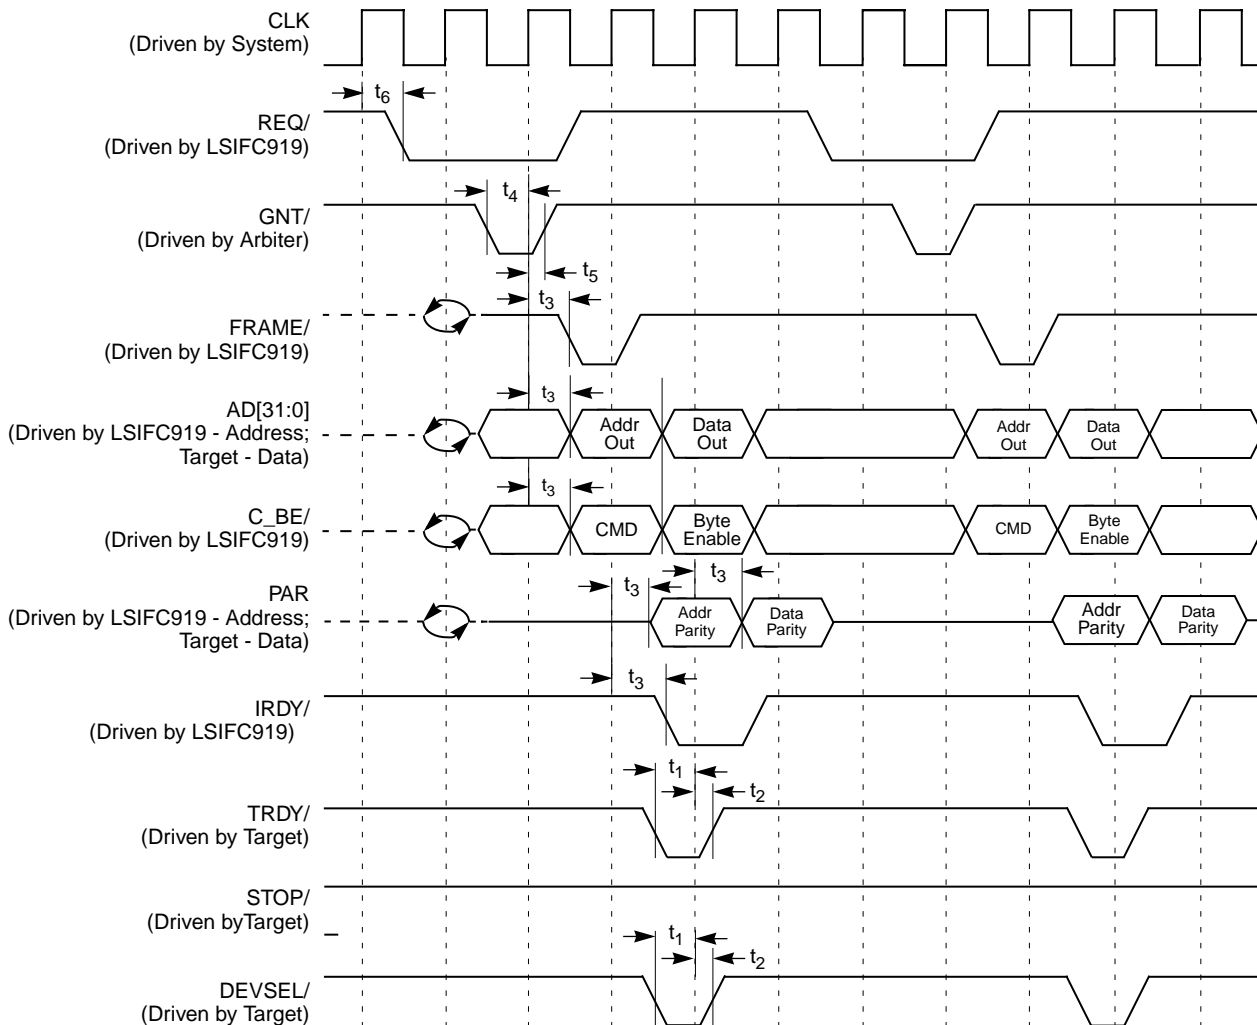 CLK
(Driven by System)
t6
REQ/
(Driven by LSIFC919)
t4
GNT/
(Driven by Arbiter)
t5
t3
FRAME/
(Driven by LSIFC919)
t3
AD[31:0]
(Driven by LSIFC919 - Address;
Target - Data)
Addr
Out
Data
Out
Addr
Out
Data
Out
t3
C_BE/
(Driven by LSIFC919)
CMD
Byte
Enable
CMD
Byte
Enable
t3
t3
PAR
(Driven by LSIFC919 - Address;
Target - Data)
Addr
Parity
Data
Parity
Addr
Parity
Data
Parity
t3
IRDY/
(Driven by LSIFC919)
t1
t2
TRDY/
(Driven by Target)
STOP/
(Driven byTarget)
t1
t2
DEVSEL/
(Driven by Target)